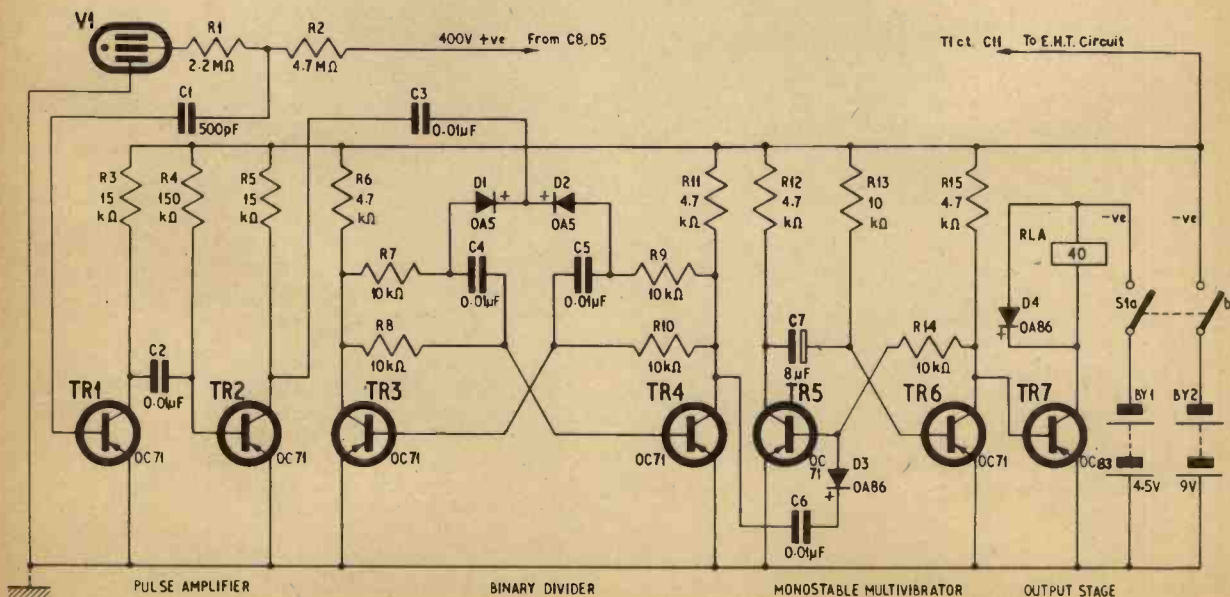 V1
R1
2.2MΩ
R2
4.7MΩ
400V +ve From C8, D5
T1 ct. C11 To E.H.T. Circuit
C1
500pF
C3
0.01µF
R3
15
kΩ
R4
150
kΩ
R5
15
kΩ
R6
4.7
kΩ
D1
+
OA5
D2
+
OA5
R7
10kΩ
C4
0.01µF
C5
0.01µF
R9
10kΩ
R8
10kΩ
R10
10kΩ
R11
4.7
kΩ
R12
4.7
kΩ
R13
10
kΩ
R15
4.7
kΩ
C7
8µF
R14
10kΩ
D4
OA86
+
RLA
40
-ve
-ve
S1a
b
C2
0.01µF
TR1
OC71
TR2
OC71
TR3
OC71
TR4
OC71
TR5
OC
71
D3
OA86
+
C6
0.01µF
TR6
OC71
TR7
OC83
BY1
4.5V
BY2
9V
PULSE AMPLIFIER
BINARY DIVIDER
MONOSTABLE MULTIVIBRATOR
OUTPUT STAGE